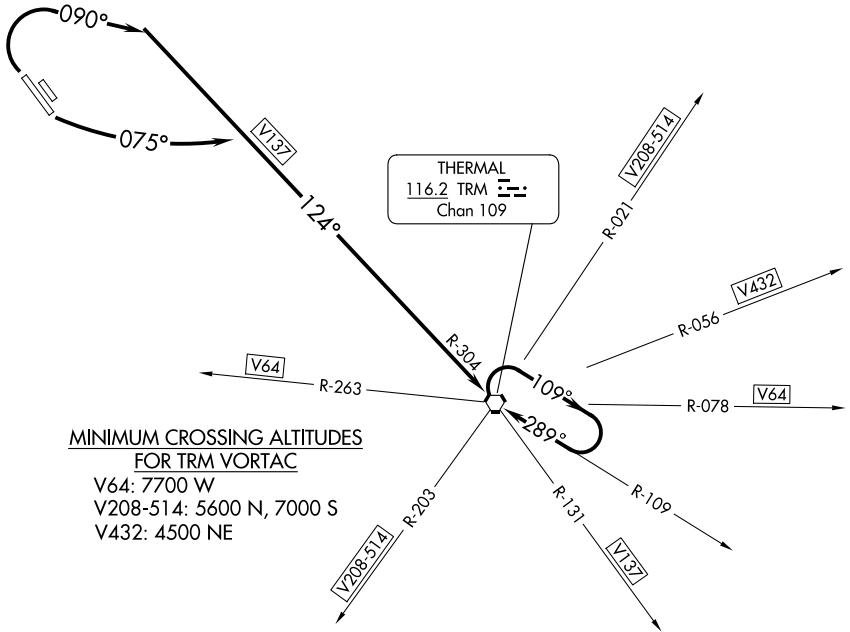 090°
075°
V137
124°
THERMAL
116.2 TRM
Chan 109
V208-514
R-021
V432
R-056
R-304
V64
R-263
109°
289°
R-078
V64
MINIMUM CROSSING ALTITUDES
FOR TRM VORTAC
V64: 7700 W
V208-514: 5600 N, 7000 S
V432: 4500 NE
R-203
V208-514
R-131
V137
R-109